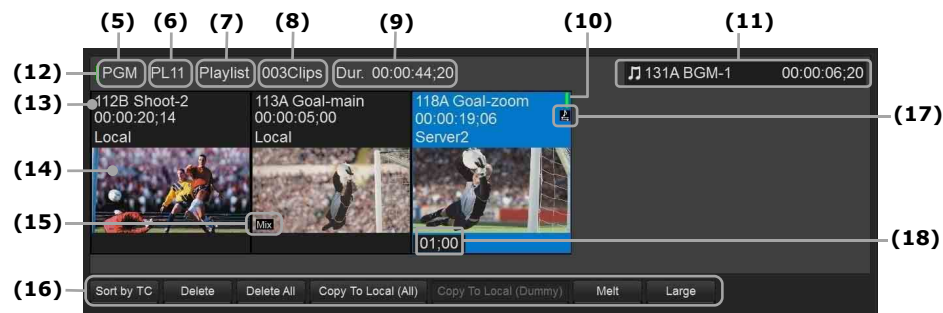 (5) (6) (7) (8) (9) (10) (11)
(12) PGM PL11 Playlist 003Clips Dur. 00:00:44;20 131A BGM-1 00:00:06;20
(13) 112B Shoot-2 113A Goal-main 118A Goal-zoom
00:00:20;14 00:00:05;00 00:00:19;06 (17)
Local Local Server2
(14)
(15) Mix
01;00 (18)
(16) Sort by TC Delete Delete All Copy To Local (All) Copy To Local (Dummy) Melt Large